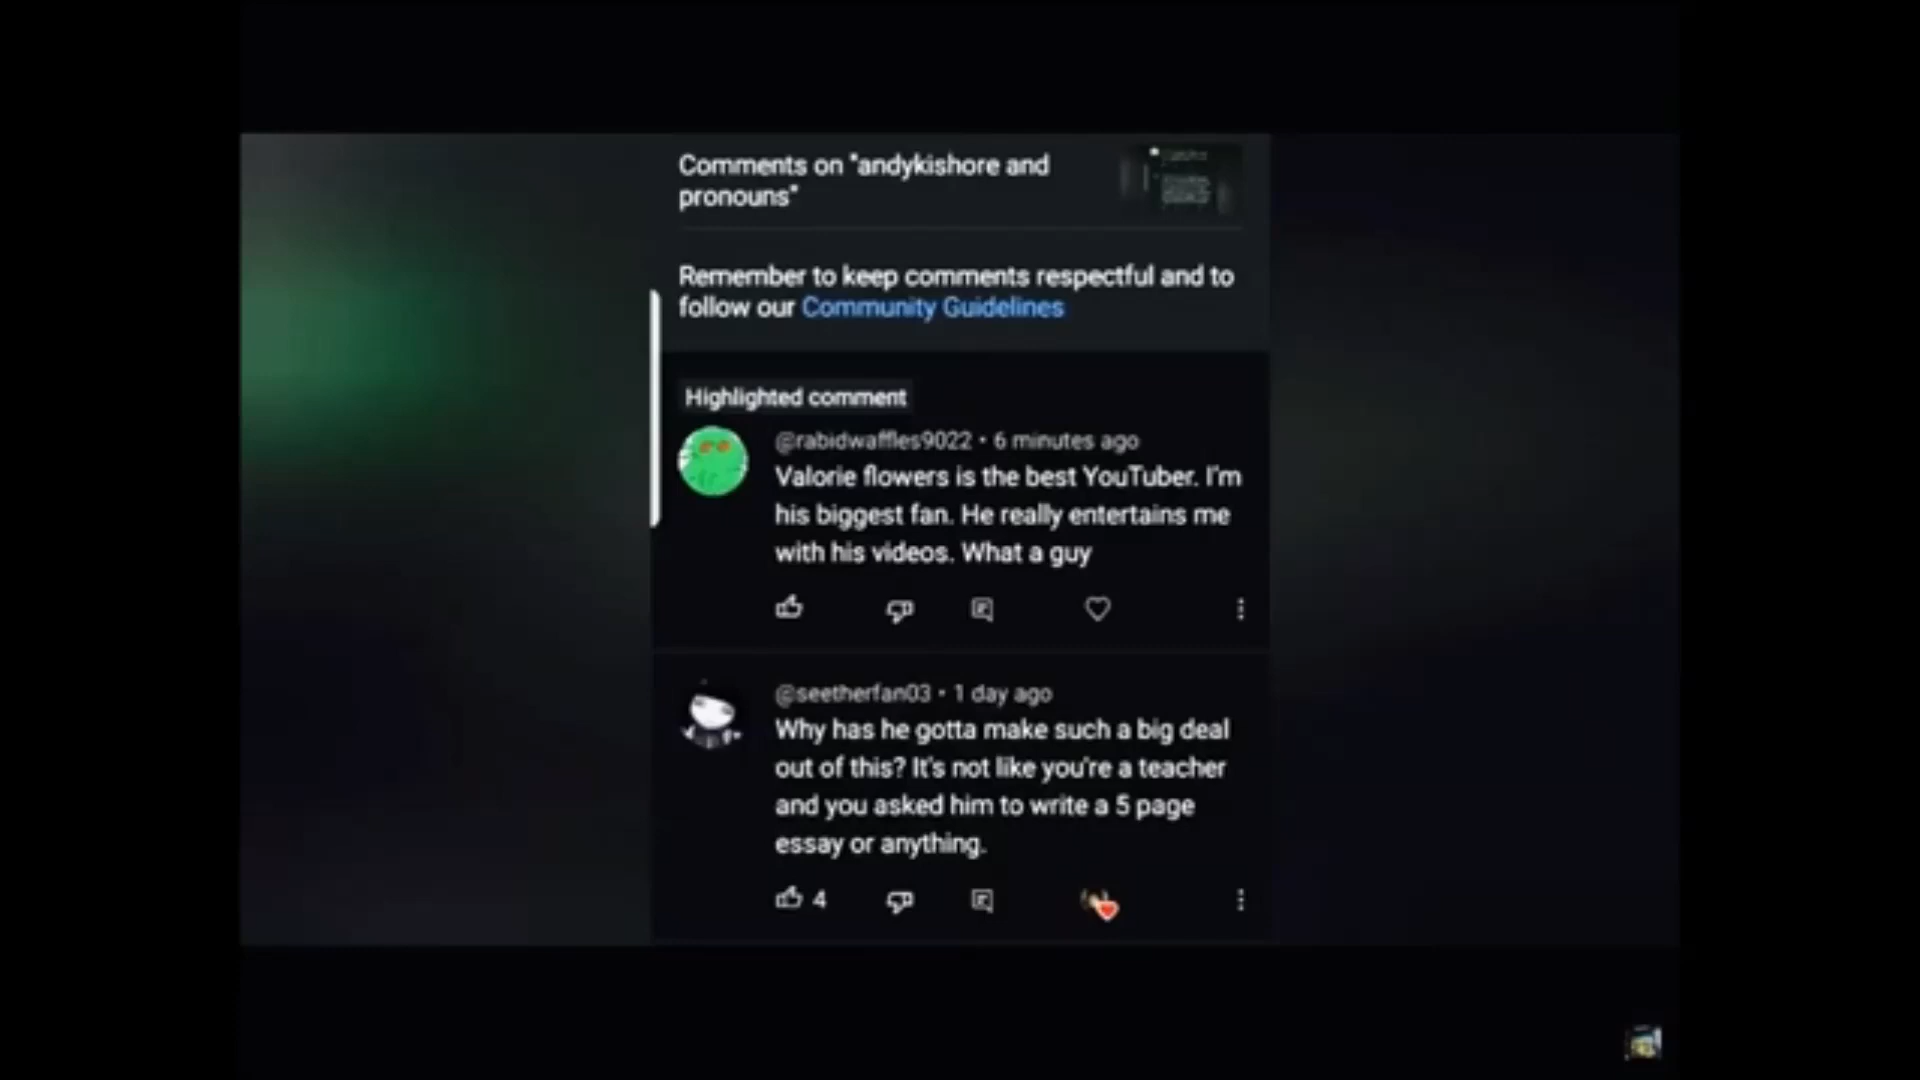 Comments on "andykishore and
pronouns"
Remember to keep comments respectful and to
follow our Community Guidelines
Highlighted comment
@rabidwaffles9022 • 6 minutes ago
Valorie flowers is the best YouTuber. I'm
his biggest fan. He really entertains me
with his videos. What a guy
@seetherfan03 • 1 day ago
Why has he gotta make such a big deal
out of this? It's not like you're a teacher
and you asked him to write a 5 page
essay or anything.
4